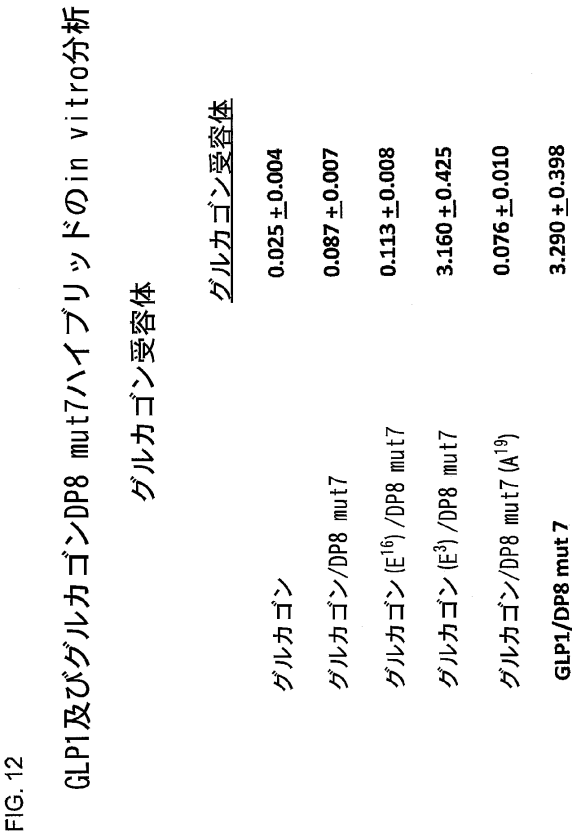 FIG. 12
GLP1及びグルカゴンDP8 mut7ハイブリッドのin vitro分析
グルカゴン受容体
グルカゴン受容体
グルカゴン 0.025 ±0.004
グルカゴン/DP8 mut7 0.087 ±0.007
グルカゴン(E¹⁶)/DP8 mut7 0.113 ±0.008
グルカゴン(E³)/DP8 mut7 3.160 ±0.425
グルカゴン/DP8 mut7(A¹⁹) 0.076 ±0.010
GLP1/DP8 mut 7 3.290 ±0.398